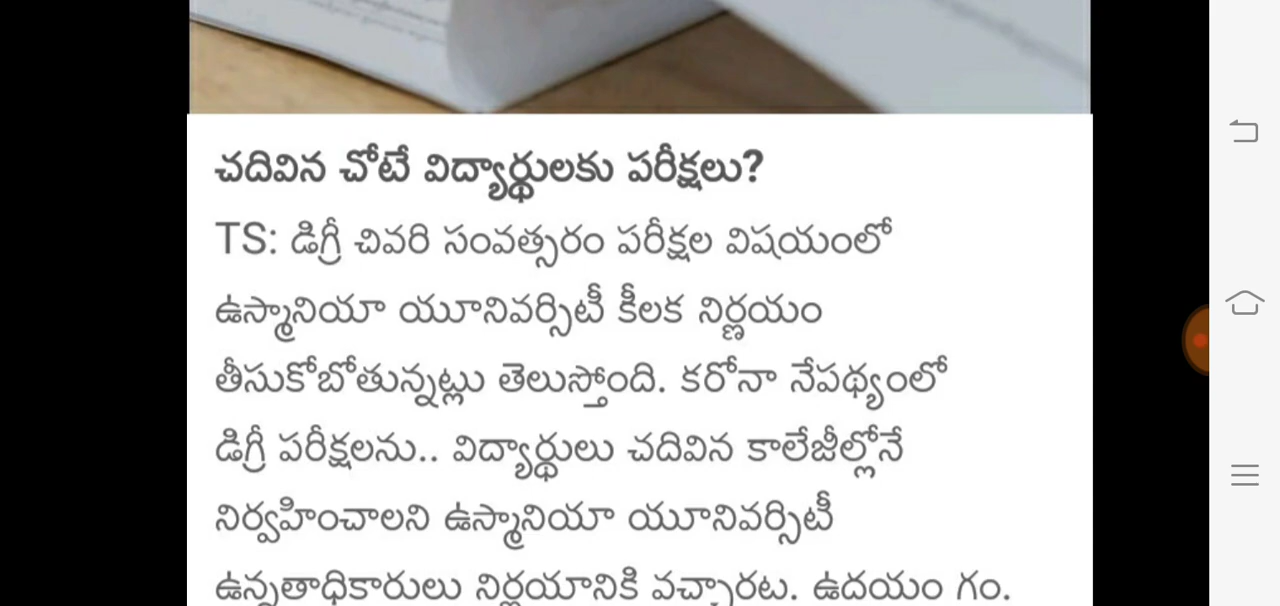 చదివిన చోటే విద్యార్థులకు పరీక్షలు?
TS: డిగ్రీ చివరి సంవత్సరం పరీక్షల విషయంలో
ఉస్మానియా యూనివర్సిటీ కీలక నిర్ణయం
తీసుకోబోతున్నట్లు తెలుస్తోంది. కరోనా నేపథ్యంలో
డిగ్రీ పరీక్షలను.. విద్యార్థులు చదివిన కాలేజీల్లోనే
నిర్వహించాలని ఉస్మానియా యూనివర్సిటీ
ఉన్నతాధికారులు నిర్ణయానికి వచ్చారట. ఉదయం గం.